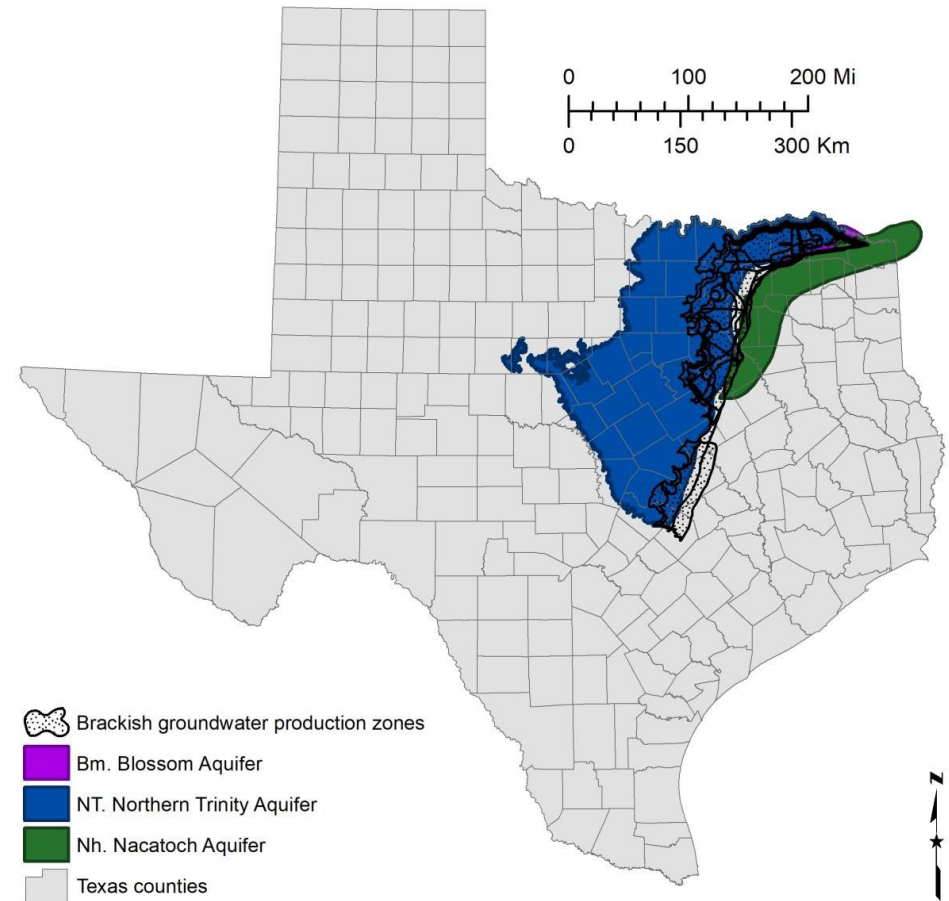 0 100 200 Mi
0 150 300 Km
Brackish groundwater production zones
Bm. Blossom Aquifer
NT. Northern Trinity Aquifer
Nh. Nacatoch Aquifer
Texas counties
N